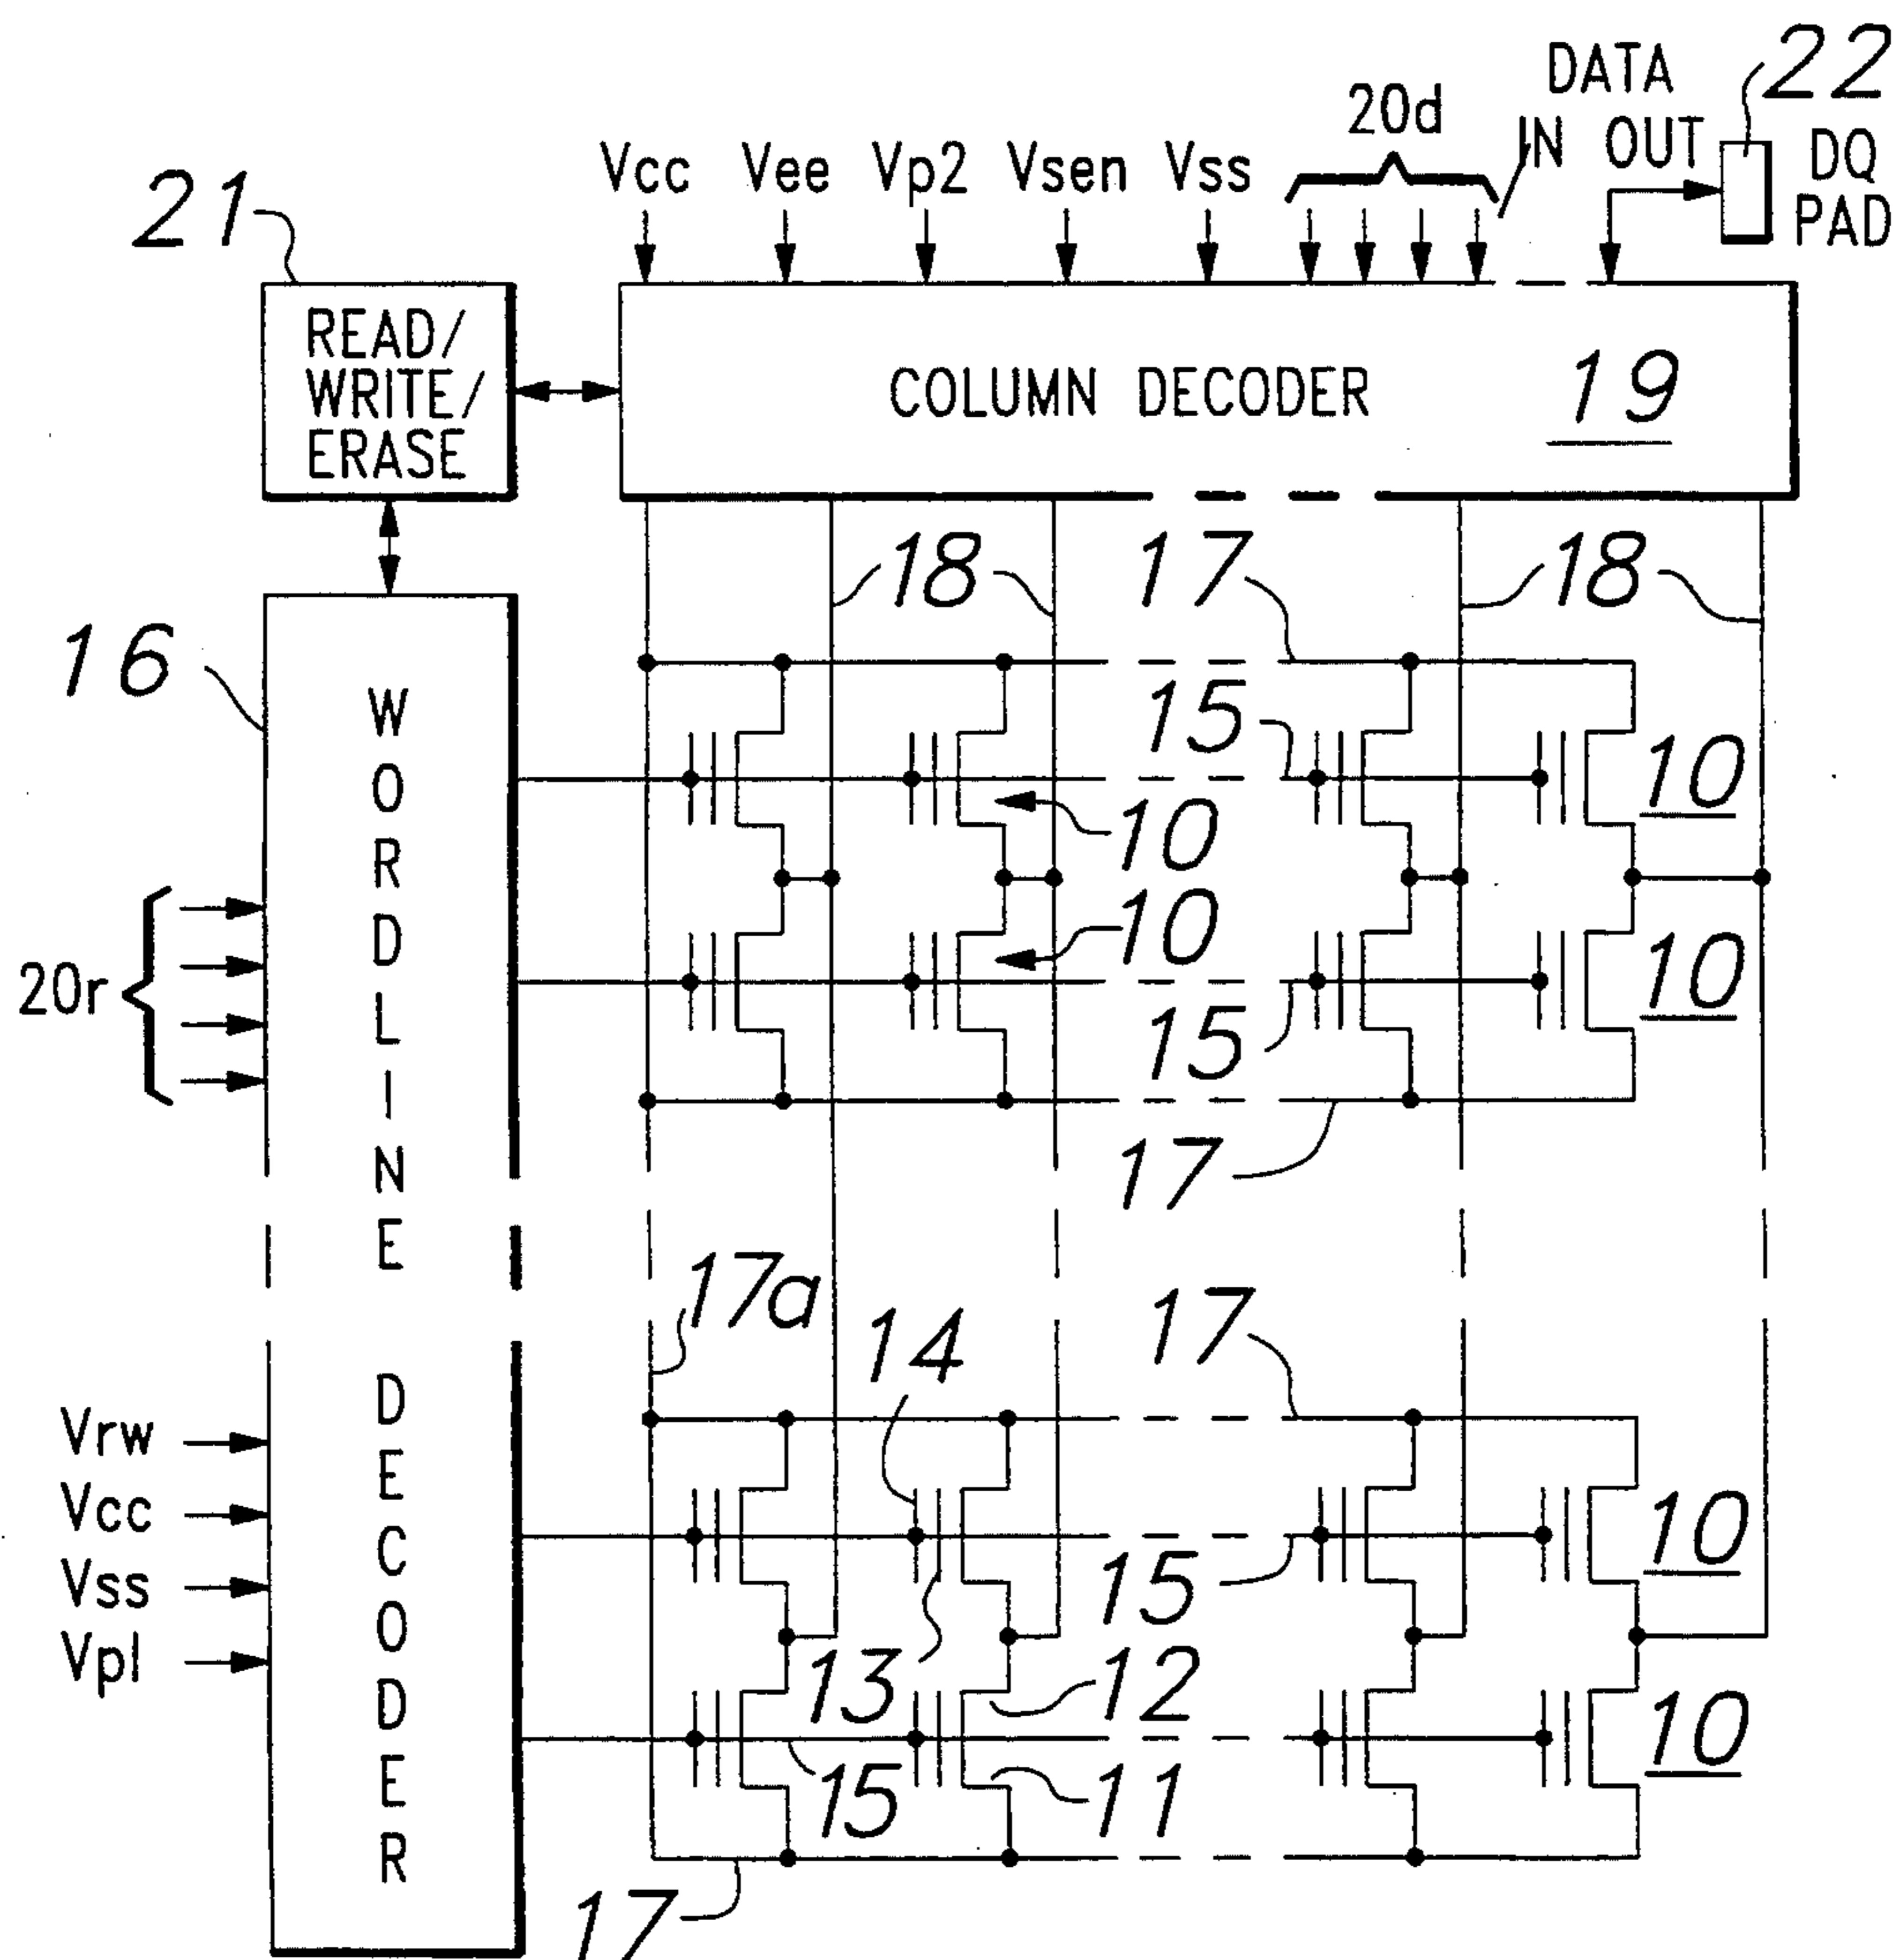 22
DATA
IN OUT
DQ
PAD
20d
Vcc Vee Vp2 Vsen Vss
21
READ/
WRITE/
ERASE
COLUMN DECODER
19
18
17
18
16
WORDLINE DECODER
15
10
10
10
10
15
20r
17
17a
14
17
Vrw
Vcc
Vss
Vpl
15
10
13
12
10
15
11
17